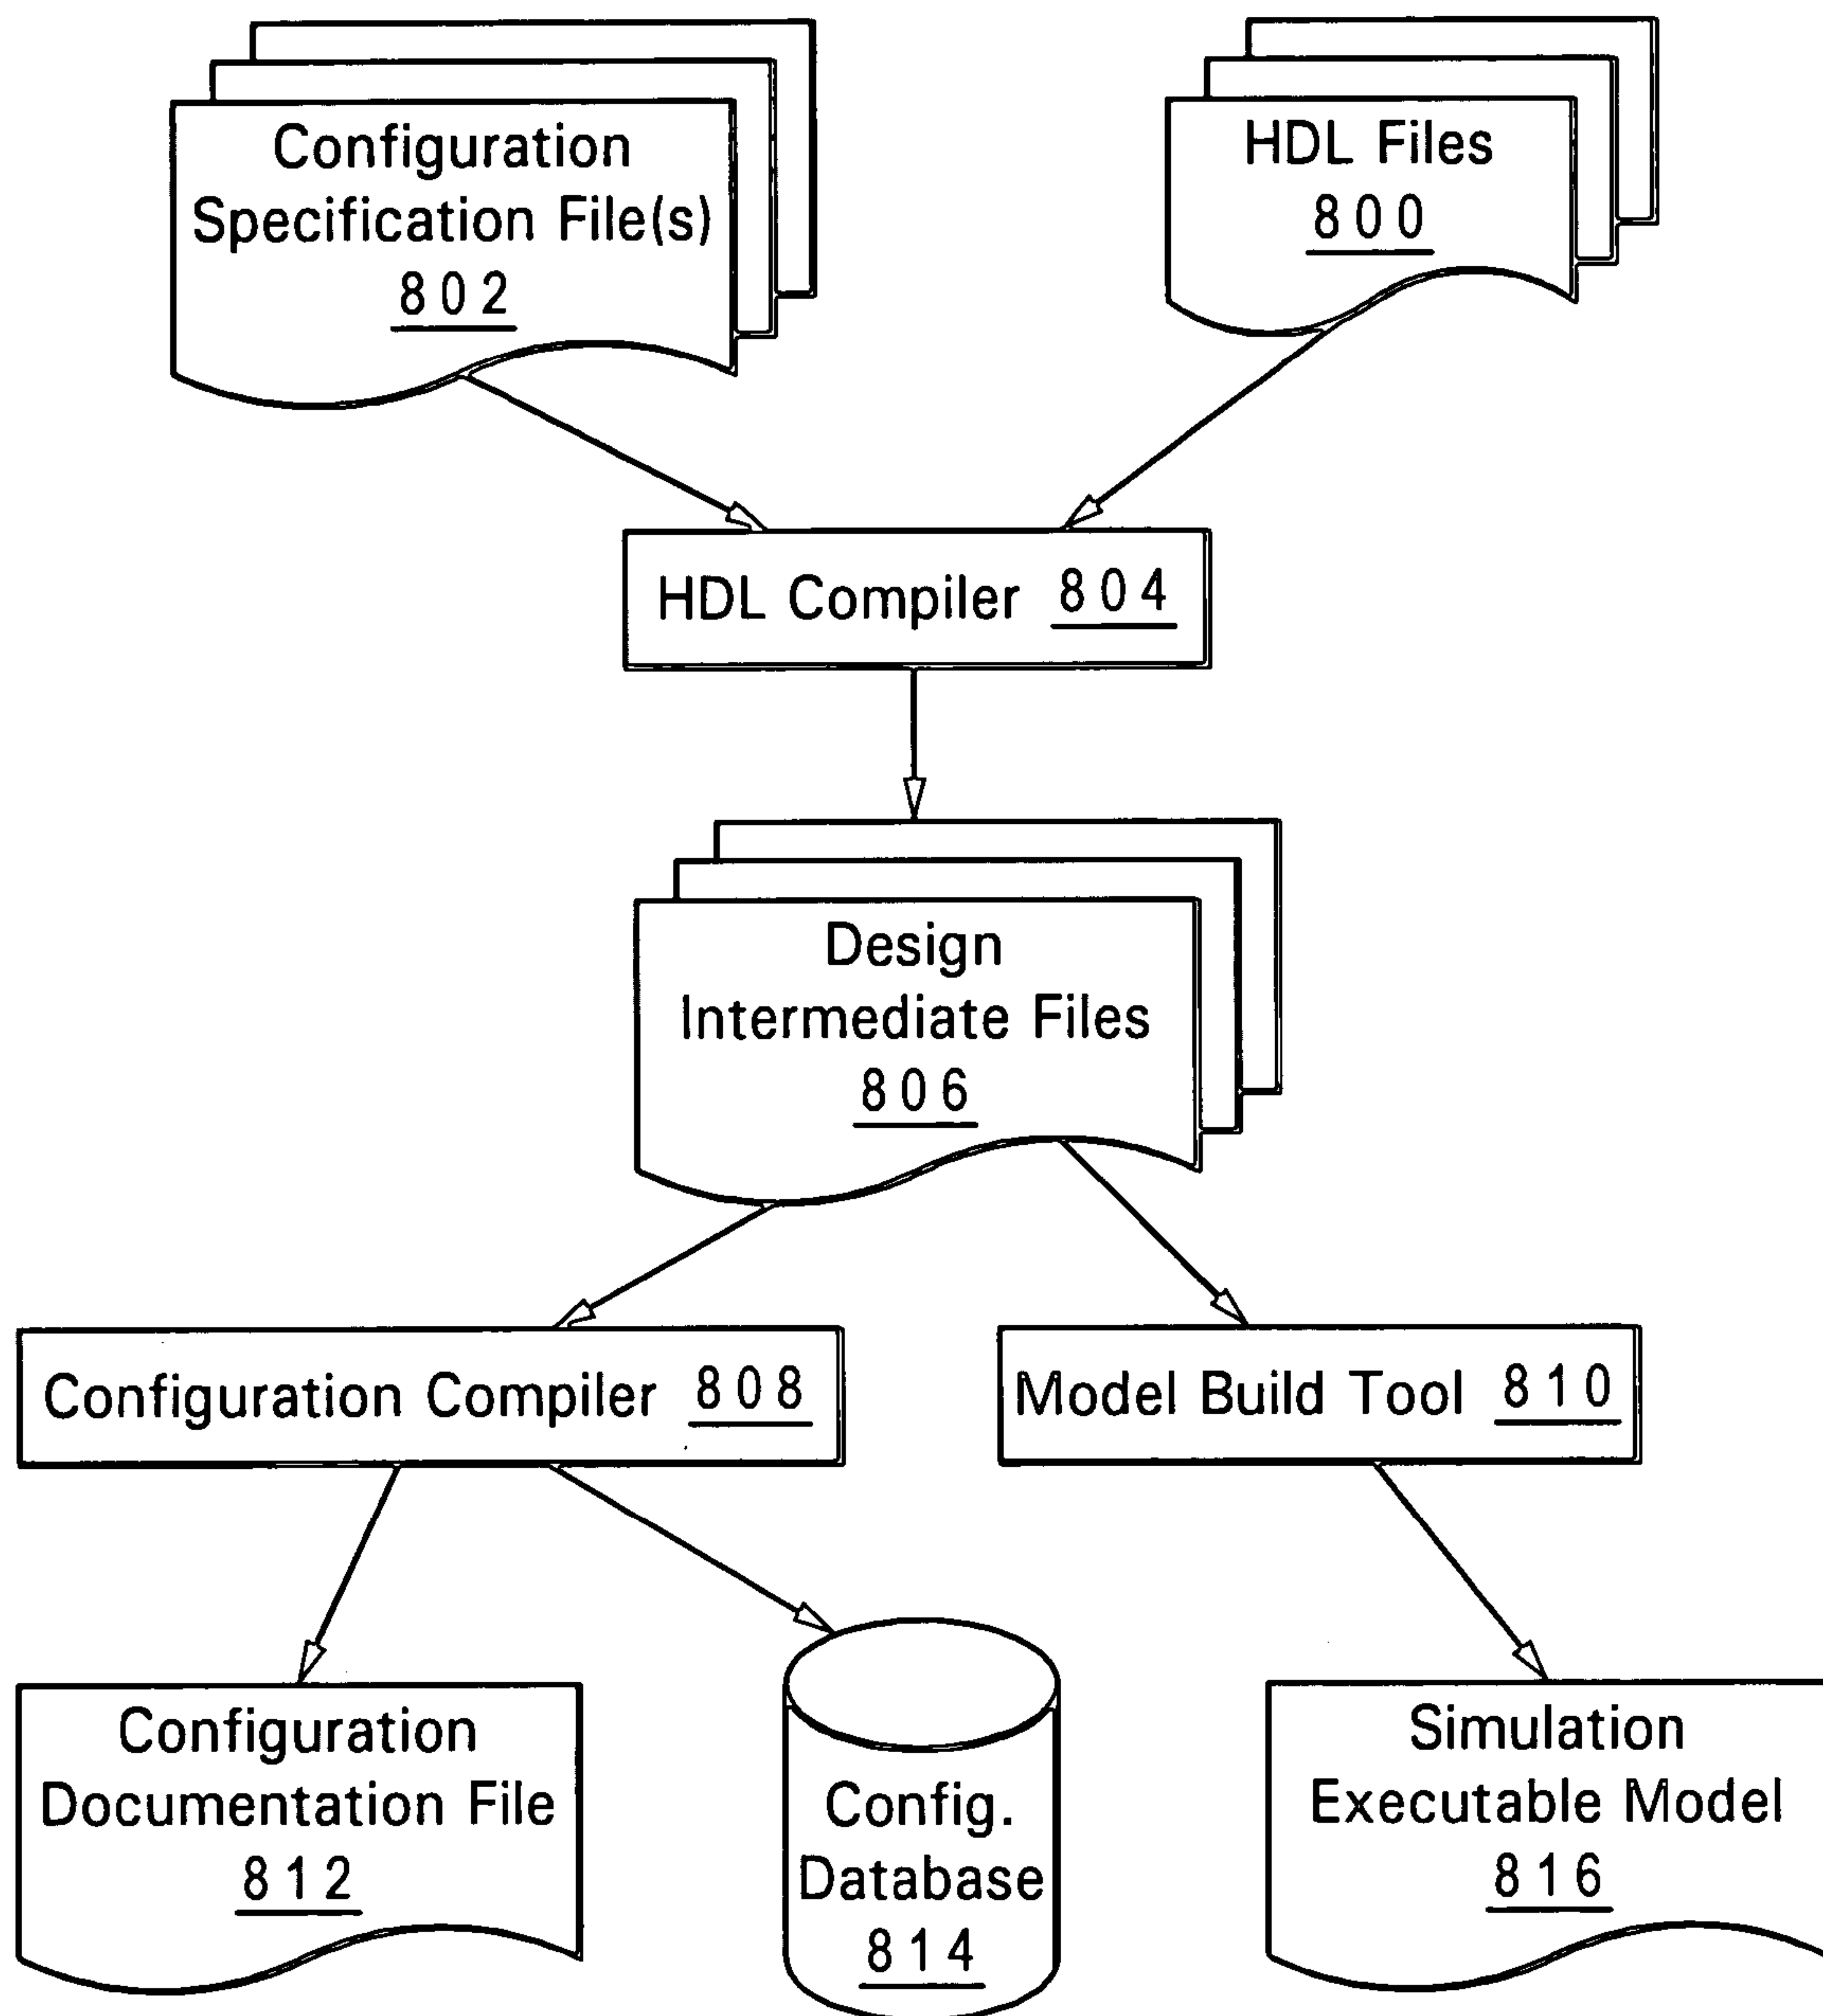 Configuration
Specification File(s)
802
HDL Files
800
HDL Compiler 804
Design
Intermediate Files
806
Configuration Compiler 808
Model Build Tool 810
Configuration
Documentation File
812
Config.
Database
814
Simulation
Executable Model
816